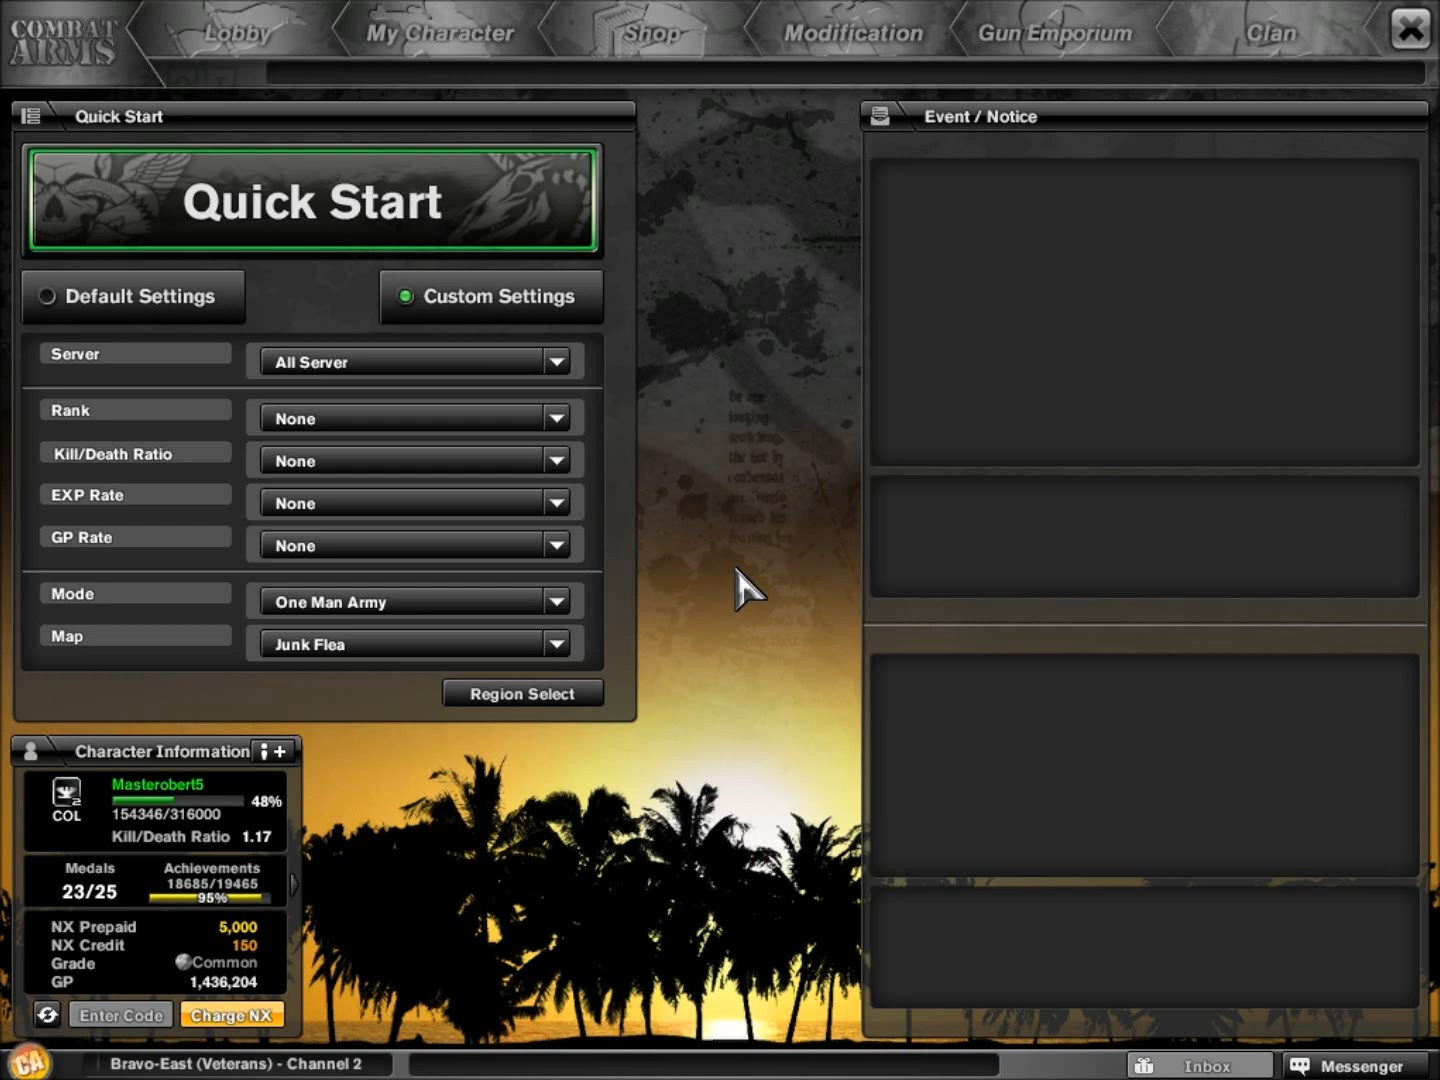 COMBAT ARMS
Lobby
My Character
Shop
Modification
Gun Emporium
Clan
Quick Start
Quick Start
Default Settings
Custom Settings
Server
All Server
Rank
None
Kill/Death Ratio
None
EXP Rate
None
GP Rate
None
Mode
One Man Army
Map
Junk Flea
Region Select
Event / Notice
Character Information
COL
Masterobert5
48%
154346/316000
Kill/Death Ratio 1.17
Medals
23/25
Achievements
18685/19465
95%
NX Prepaid 5,000
NX Credit 150
Grade Common
GP 1,436,204
Enter Code
Charge NX
CA
Bravo-East (Veterans) - Channel 2
Inbox
Messenger